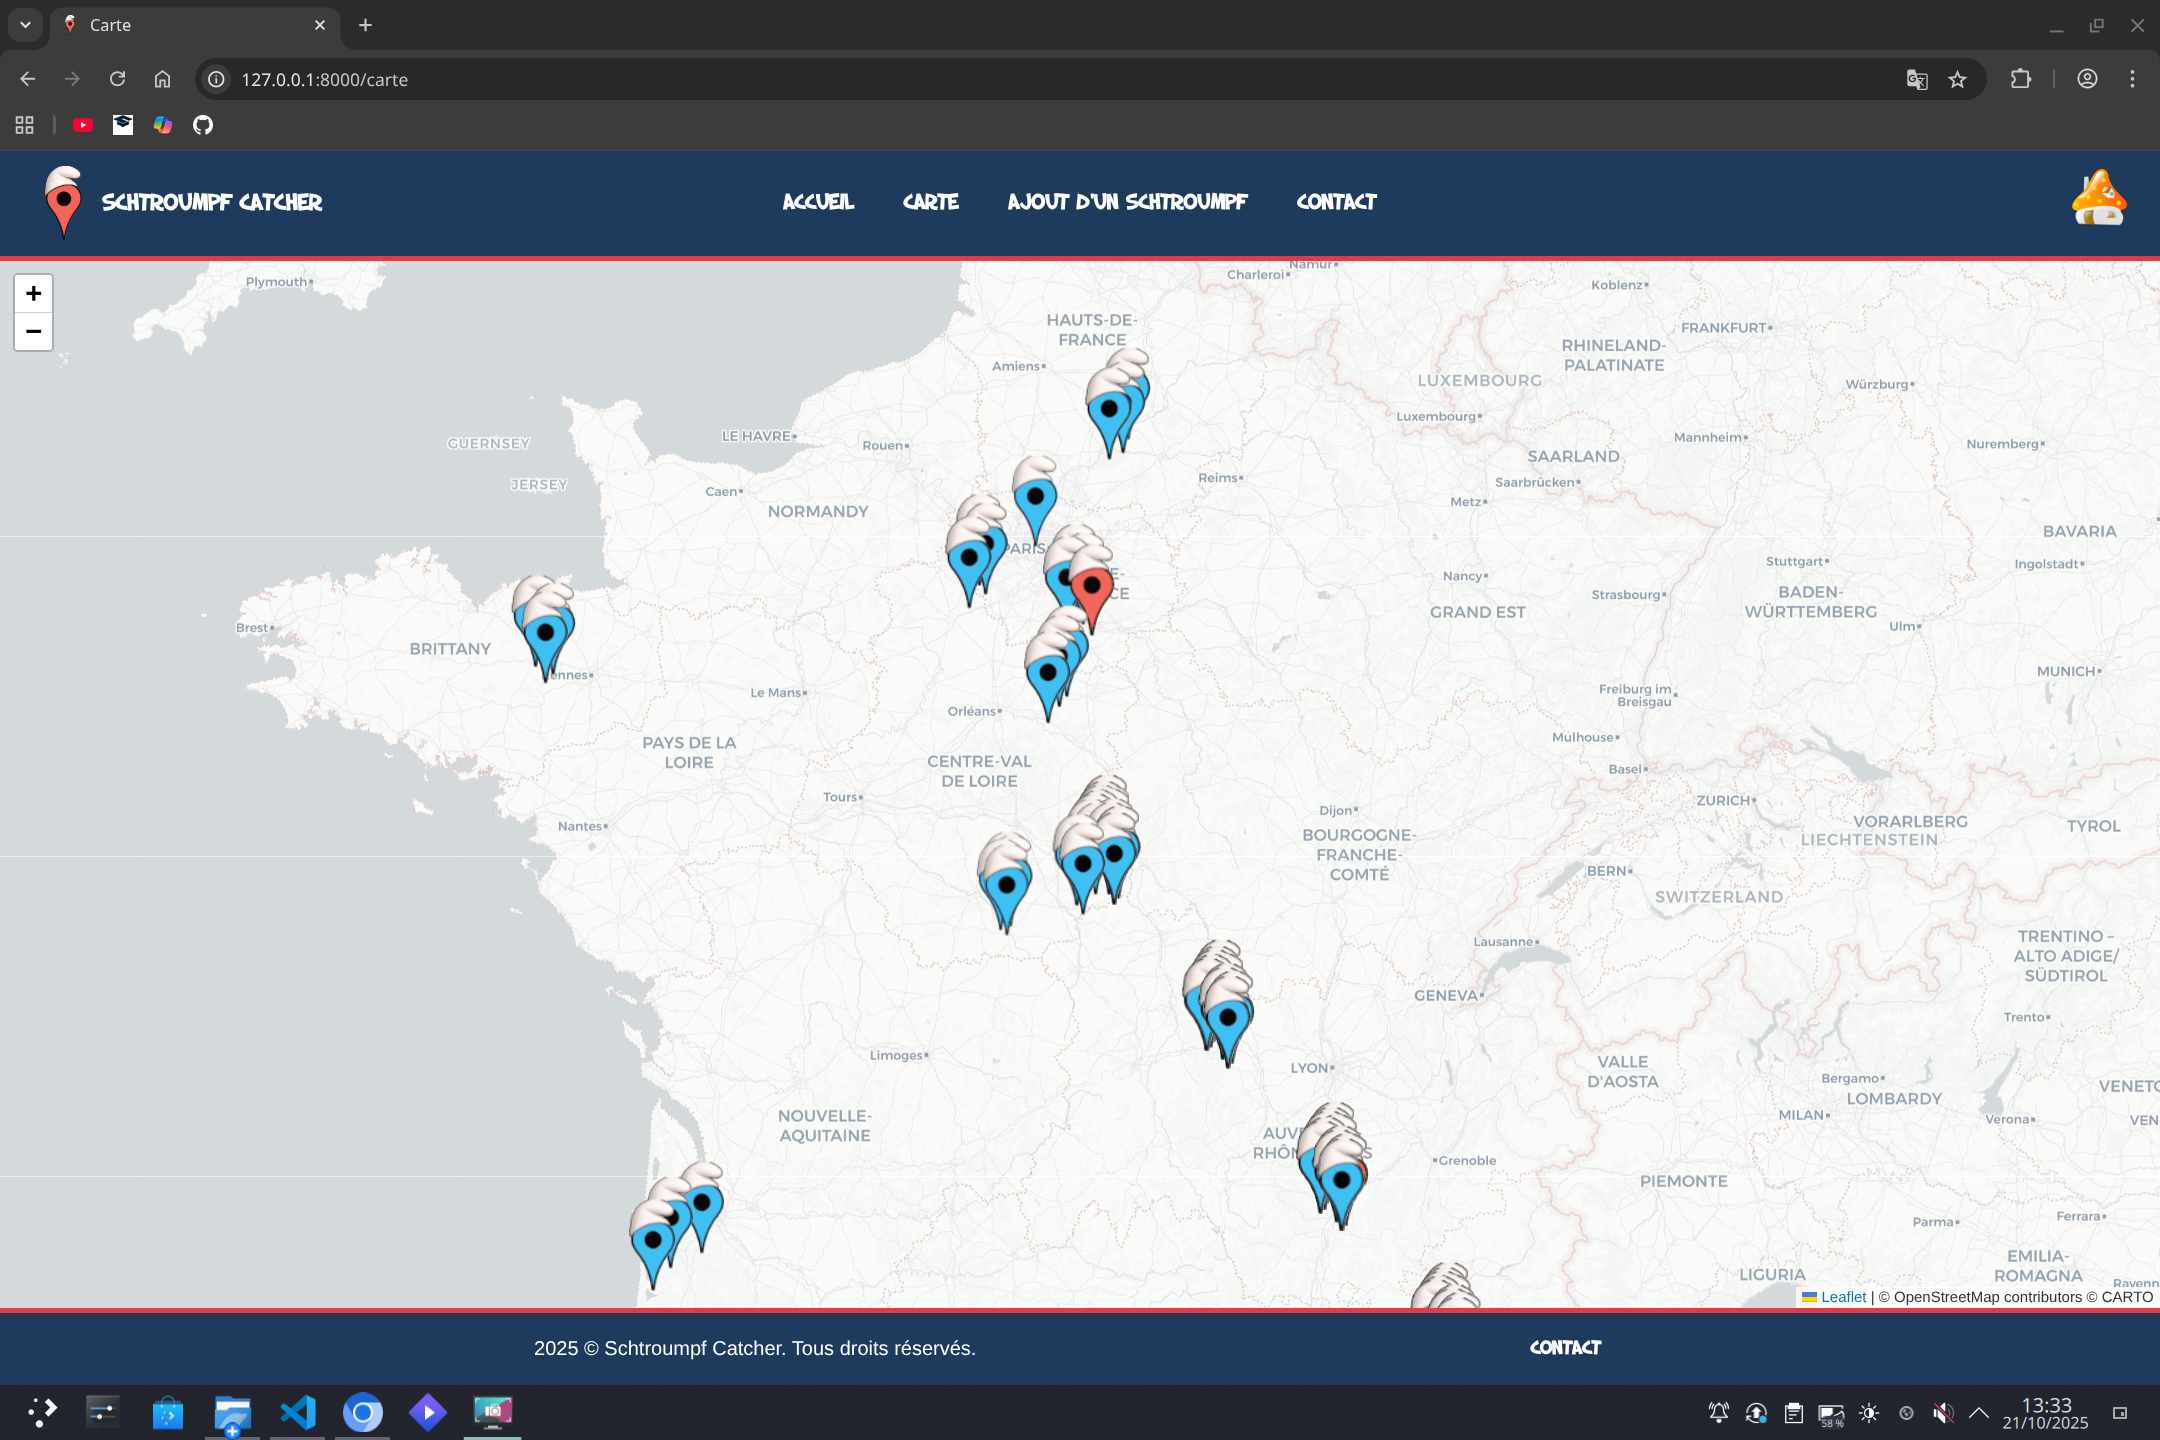 Carte
127.0.0.1:8000/carte
SCHTROUMPF CATCHER
ACCUEIL
CARTE
AJOUT D'UN SCHTROUMPF
CONTACT
+
−
Plymouth
Charleroi
Namur
Koblenz
HAUTS-DE-
FRANCE
FRANKFURT
RHINELAND-
PALATINATE
Amiens
LUXEMBOURG
Würzburg
Luxembourg
LE HAVRE
GUERNSEY
Rouen
Mannheim
Nuremberg
SAARLAND
JERSEY
Caen
Reims
Saarbrücken
Metz
NORMANDY
BAVARIA
PARIS
Stuttgart
Ingolstadt
Nancy
BADEN-
WÜRTTEMBERG
Strasbourg
GRAND EST
Brest
Ulm
BRITTANY
ennes
MUNICH
Le Mans
Freiburg im
Breisgau
Orléans
PAYS DE LA
LOIRE
Mulhouse
CENTRE-VAL
DE LOIRE
Basel
Tours
ZURICH
Dijon
Nantes
VORARLBERG
TYROL
BOURGOGNE-
FRANCHE-
COMTÉ
LIECHTENSTEIN
BERN
SWITZERLAND
Lausanne
TRENTINO –
ALTO ADIGE/
SÜDTIROL
GENEVA
Trento
Limoges
LYON
VALLE
D'AOSTA
Bergamo
VENETO
LOMBARDY
NOUVELLE-
AQUITAINE
MILAN
Verona
VEN
AUV
RHÔN
S
Grenoble
PIEMONTE
Parma
Ferrara
EMILIA-
ROMAGNA
LIGURIA
Ravenn
Leaflet | © OpenStreetMap contributors © CARTO
2025 © Schtroumpf Catcher. Tous droits réservés.
CONTACT
58 %
13:33
21/10/2025